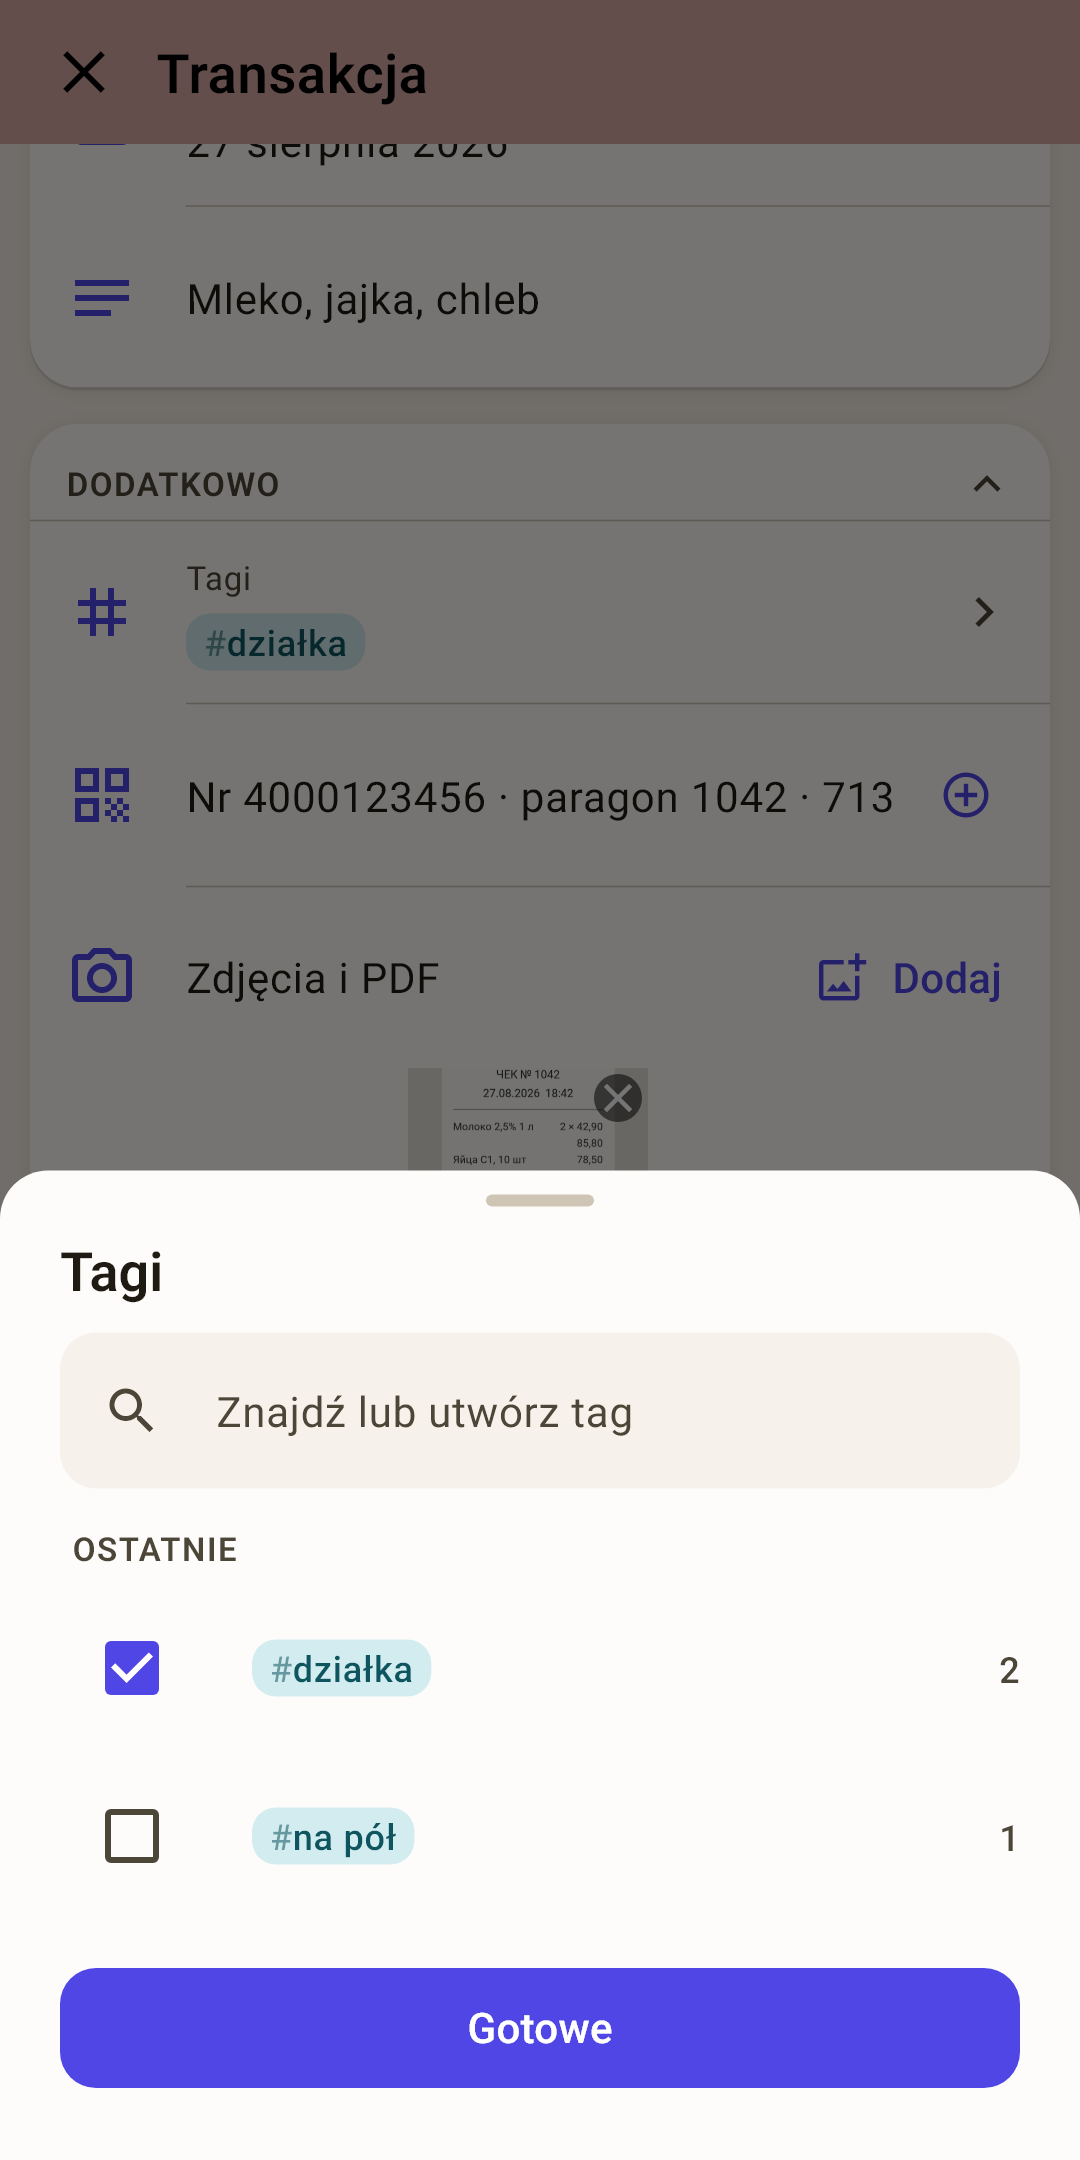 Transakcja
27 sierpnia 2026
Mleko, jajka, chleb
DODATKOWO
Tagi
#działka
Nr 4000123456 · paragon 1042 · 713
Zdjęcia i PDF
Dodaj
ЧЕК № 1042
27.08.2026 18:42
Молоко 2,5% 1 л 2 × 42,90
85,80
Яйца С1, 10 шт 78,50
Tagi
Znajdź lub utwórz tag
OSTATNIE
#działka 2
#na pół 1
Gotowe